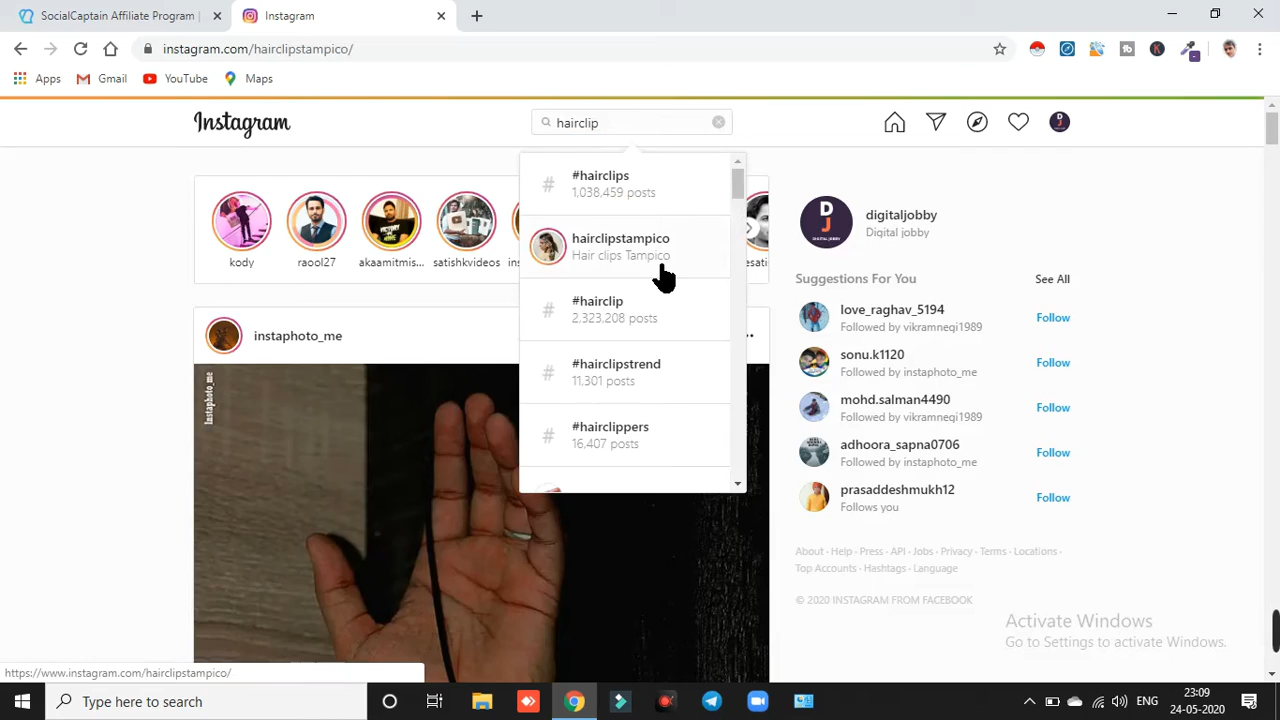 SocialCaptain Affiliate Program |
Instagram
instagram.com/hairclipstampico/
Apps
Gmail
YouTube
Maps
Instagram
hairclip
#hairclips
1,038,459 posts
hairclipstampico
Hair clips Tampico
#hairclip
2,323,208 posts
#hairclipstrend
11,301 posts
#hairclippers
16,407 posts
kody
raool27
akaamitmis...
satishkvideos
instaphoto_me
Instaphoto_me
DJ
DIGITAL JOBBY
digitaljobby
Digital jobby
Suggestions For You
See All
love_raghav_5194
Followed by vikramneqi1989
Follow
sonu.k1120
Followed by instaphoto_me
Follow
mohd.salman4490
Followed by vikramneqi1989
Follow
adhoora_sapna0706
Followed by instaphoto_me
Follow
prasaddeshmukh12
Follows you
Follow
About · Help · Press · API · Jobs · Privacy · Terms · Locations ·
Top Accounts · Hashtags · Language
© 2020 INSTAGRAM FROM FACEBOOK
Activate Windows
Go to Settings to activate Windows.
https://www.instagram.com/hairclipstampico/
Type here to search
ENG
23:09
24-05-2020